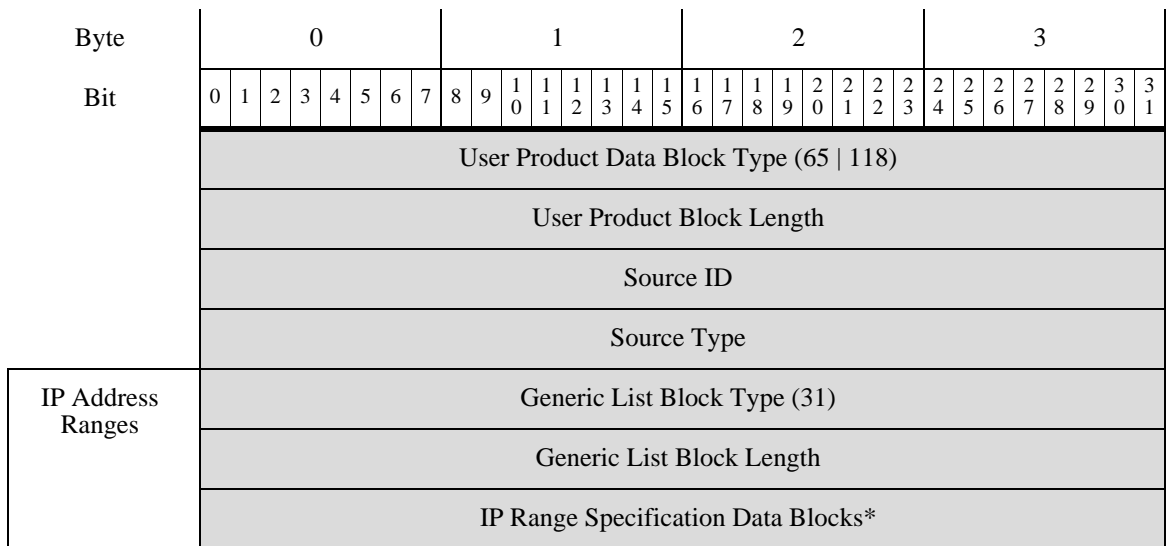 Byte 0 1 2 3
Bit 0 1 2 3 4 5 6 7 8 9 10 11 12 13 14 15 16 17 18 19 20 21 22 23 24 25 26 27 28 29 30 31
User Product Data Block Type (65 | 118)
User Product Block Length
Source ID
Source Type
IP Address
Ranges
Generic List Block Type (31)
Generic List Block Length
IP Range Specification Data Blocks*